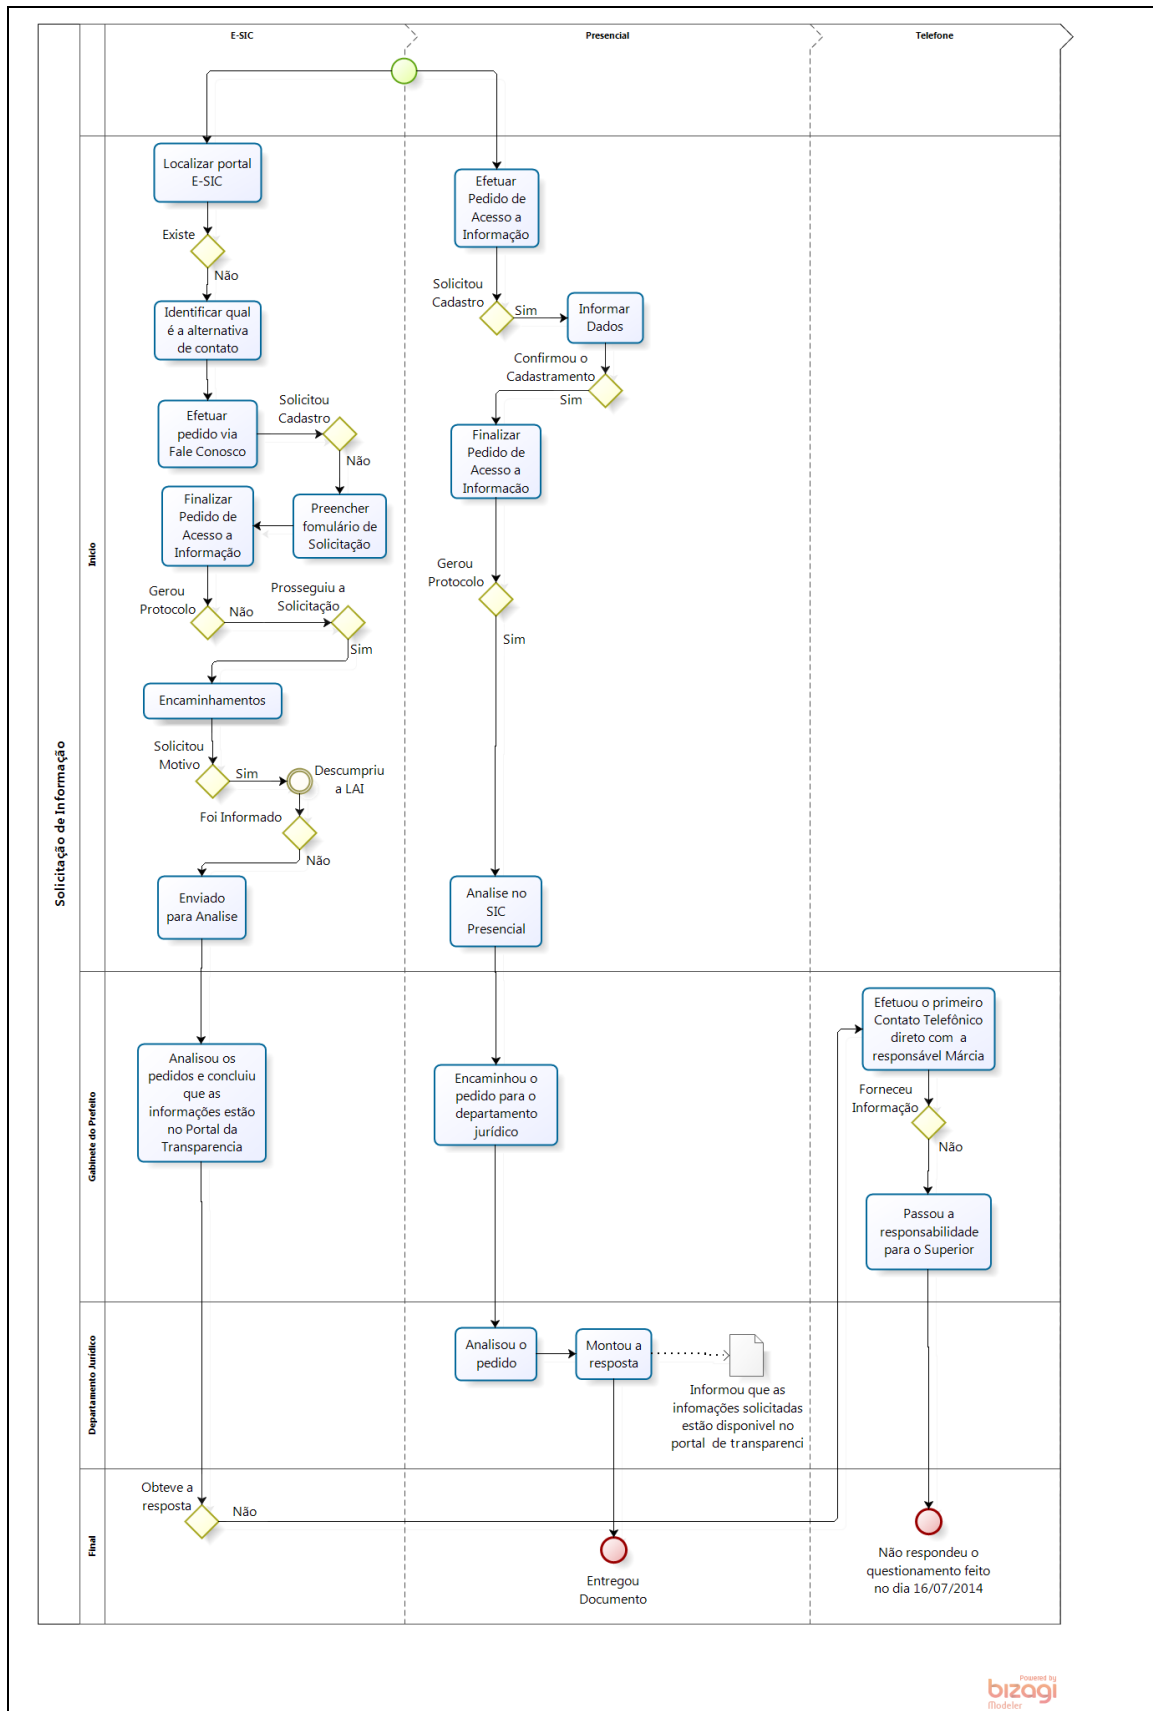 E-SIC
Presencial
Telefone
Solicitação de Informação
Inicio
Localizar portal
E-SIC
Existe
Não
Identificar qual
é a alternativa
de contato
Efetuar
pedido via
Fale Conosco
Solicitou
Cadastro
Não
Preencher
fomulário de
Solicitação
Finalizar
Pedido de
Acesso a
Informação
Gerou
Protocolo
Não
Prosseguiu a
Solicitação
Sim
Encaminhamentos
Solicitou
Motivo
Sim
Descumpriu
a LAI
Foi Informado
Não
Enviado
para Analise
Efetuar
Pedido de
Acesso a
Informação
Solicitou
Cadastro
Sim
Informar
Dados
Confirmou o
Cadastramento
Sim
Finalizar
Pedido de
Acesso a
Informacão
Gerou
Protocolo
Sim
Analise no
SIC
Presencial
Gabinete do Prefeito
Analisou os
pedidos e concluiu
que as
informações estão
no Portal da
Transparencia
Encaminhou o
pedido para o
departamento
jurídico
Efetuou o primeiro
Contato Telefônico
direto com a
responsável Márcia
Forneceu
Informação
Não
Passou a
responsabilidade
para o Superior
Departamento Jurídico
Analisou o
pedido
Montou a
resposta
Informou que as
infomações solicitadas
estão disponivel no
portal de transparenci
Final
Obteve a
resposta
Não
Entregou
Documento
Não respondeu o
questionamento feito
no dia 16/07/2014
Powered by
bizagi
Modeler